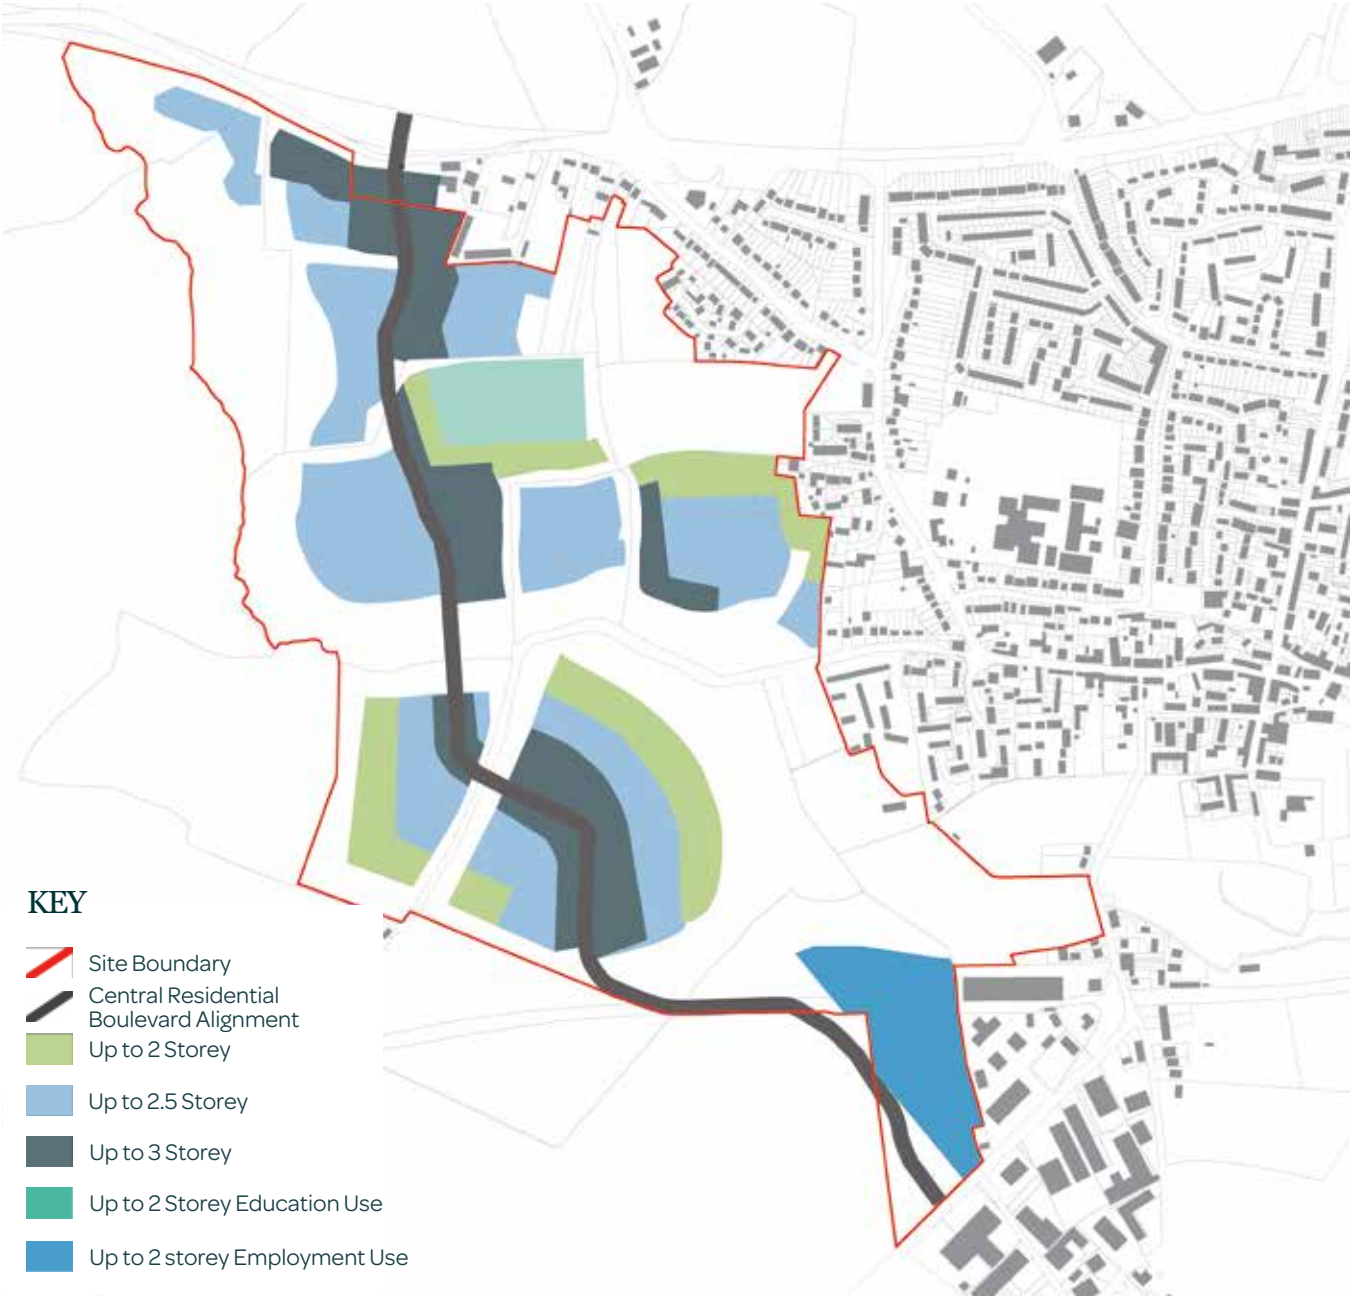 KEY
Site Boundary
Central Residential
Boulevard Alignment
Up to 2 Storey
Up to 2.5 Storey
Up to 3 Storey
Up to 2 Storey Education Use
Up to 2 storey Employment Use